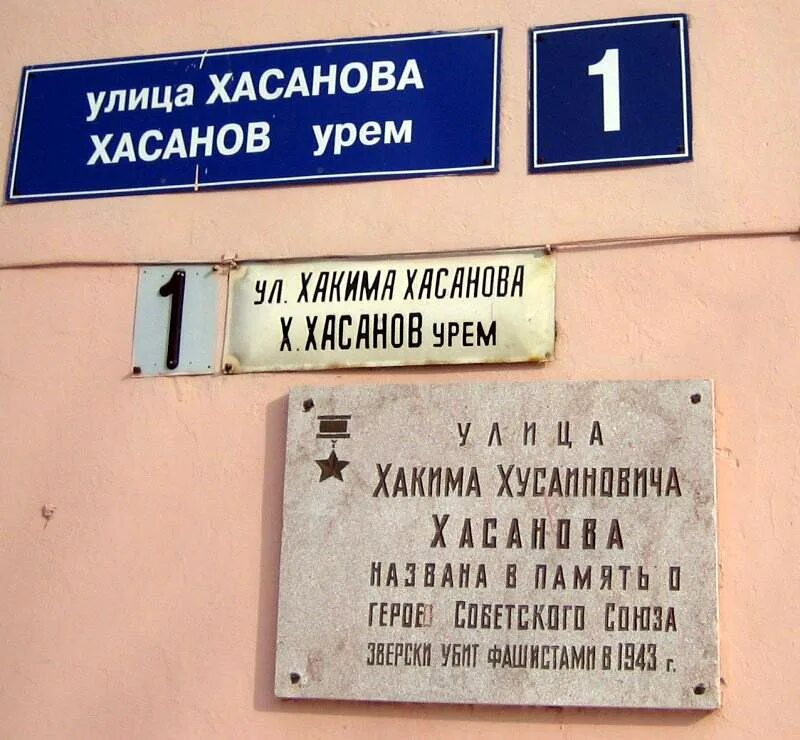 улица ХАСАНОВА
ХАСАНОВ урем
1
1
УЛ. ХАКИМА ХАСАНОВА
Х. ХАСАНОВ УРЕМ
УЛИЦА
ХАКИМА ХУСАИНОВИЧА
ХАСАНОВА
НАЗВАНА В ПАМЯТЬ О
ГЕРОЕ СОВЕТСКОГО СОЮЗА
ЗВЕРСКИ УБИТ ФАШИСТАМИ В 1943 г.